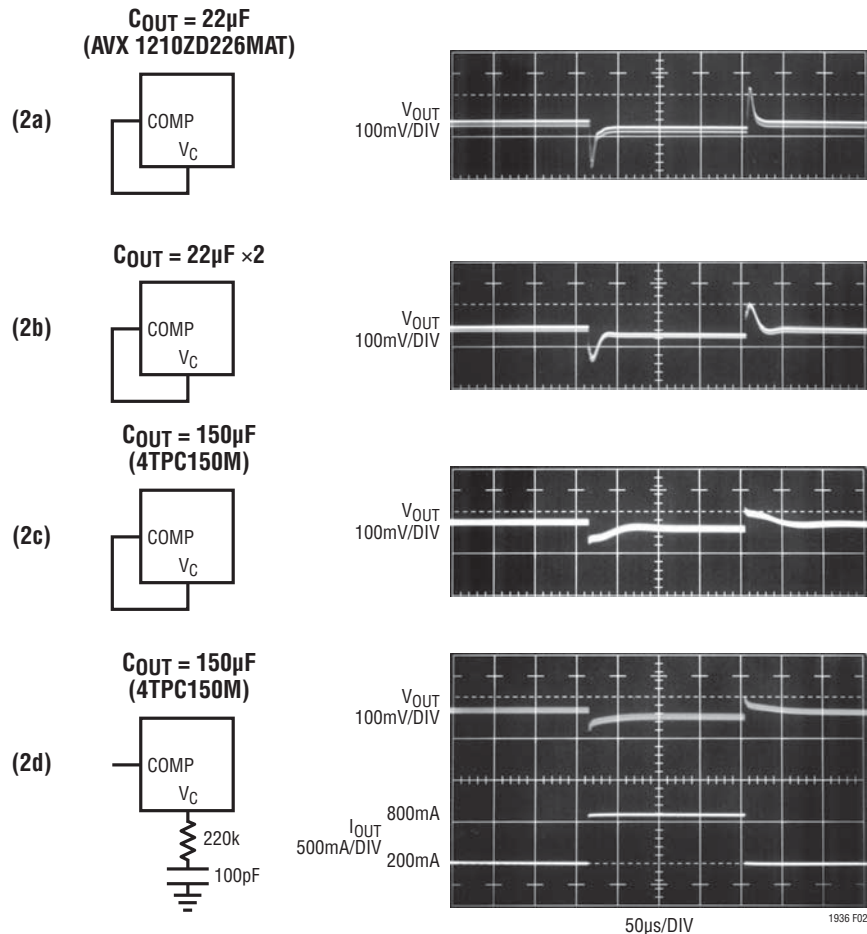 COUT = 22µF
(AVX 1210ZD226MAT)
(2a)
COMP
VC
VOUT
100mV/DIV
COUT = 22µF ×2
(2b)
COMP
VC
VOUT
100mV/DIV
COUT = 150µF
(4TPC150M)
(2c)
COMP
VC
VOUT
100mV/DIV
COUT = 150µF
(4TPC150M)
(2d)
COMP
VC
220k
100pF
VOUT
100mV/DIV
800mA
IOUT
500mA/DIV
200mA
50µs/DIV
1936 F02